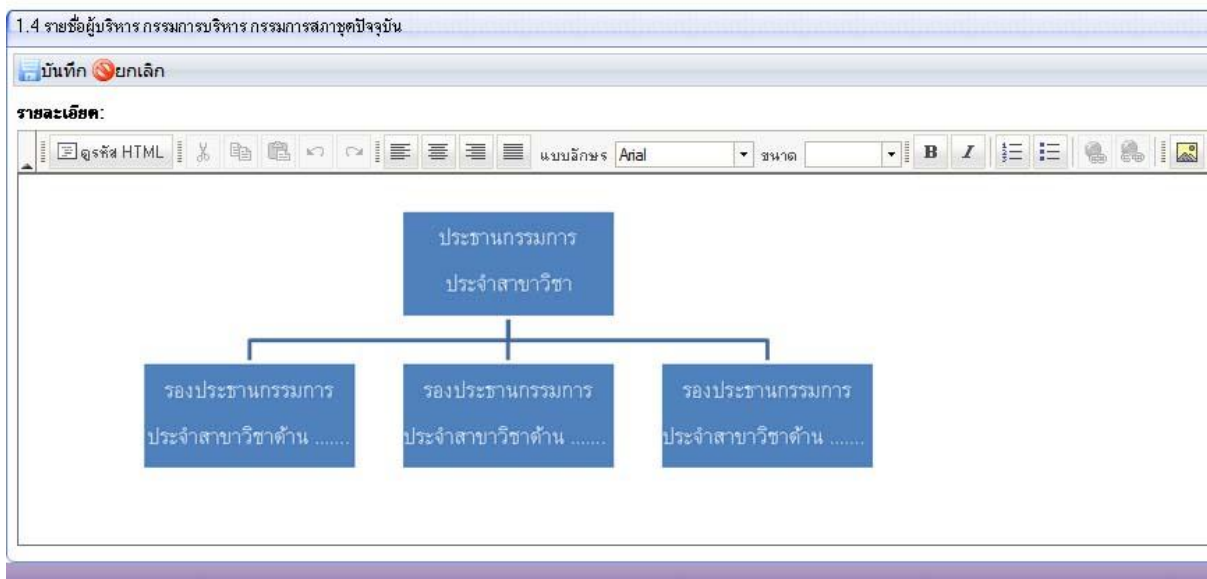 1.4 รายชื่อผู้บริหาร กรรมการบริหาร กรรมการสภาชุดปัจจุบัน
บันทึก ยกเลิก
รายละเอียด:
ดูรหัส HTML แบบอักษร Arial ขนาด B I
ประธานกรรมการ
ประจำสาขาวิชา
รองประธานกรรมการ รองประธานกรรมการ รองประธานกรรมการ
ประจำสาขาวิชาด้าน ....... ประจำสาขาวิชาด้าน ....... ประจำสาขาวิชาด้าน .......